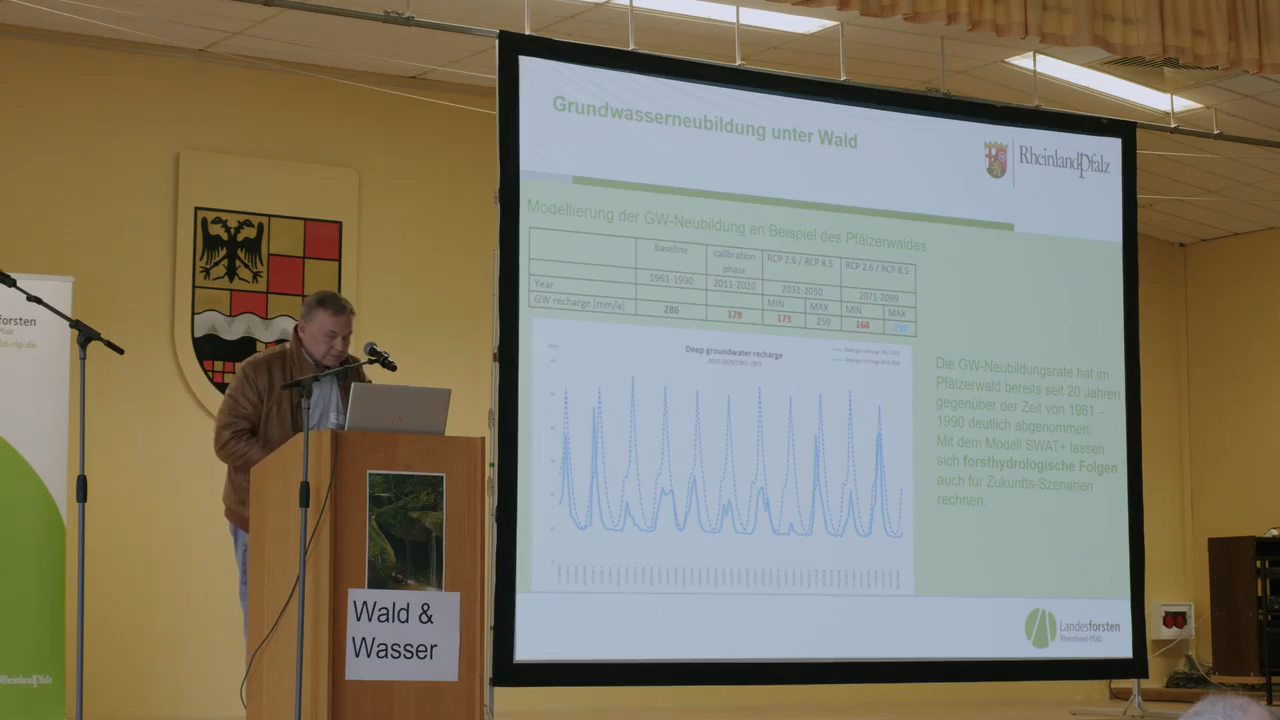 Grundwasserneubildung unter Wald
RheinlandPfalz
Modellierung der GW-Neubildung an Beispiel des Pfälzerwaldes
baseline calibration phase RCP 2.6 / RCP 8.5 RCP 2.6 / RCP 8.5
Year 1961-1990 2011-2020 2031-2050 2071-2099
MIN MAX MIN MAX
GW recharge (mm/a) 286 178 173 259 168
Deep groundwater recharge
Die GW-Neubildungsrate hat im
Pfälzerwald bereits seit 20 Jahren
gegenüber der Zeit von 1961 –
1990 deutlich abgenommen.
Mit dem Modell SWAT+ lassen
sich forsthydrologische Folgen
auch für Zukunfts-Szenarien
rechnen.
Landesforsten
Rheinland-Pfalz
Wald &
Wasser
forsten
RheinlandPfalz